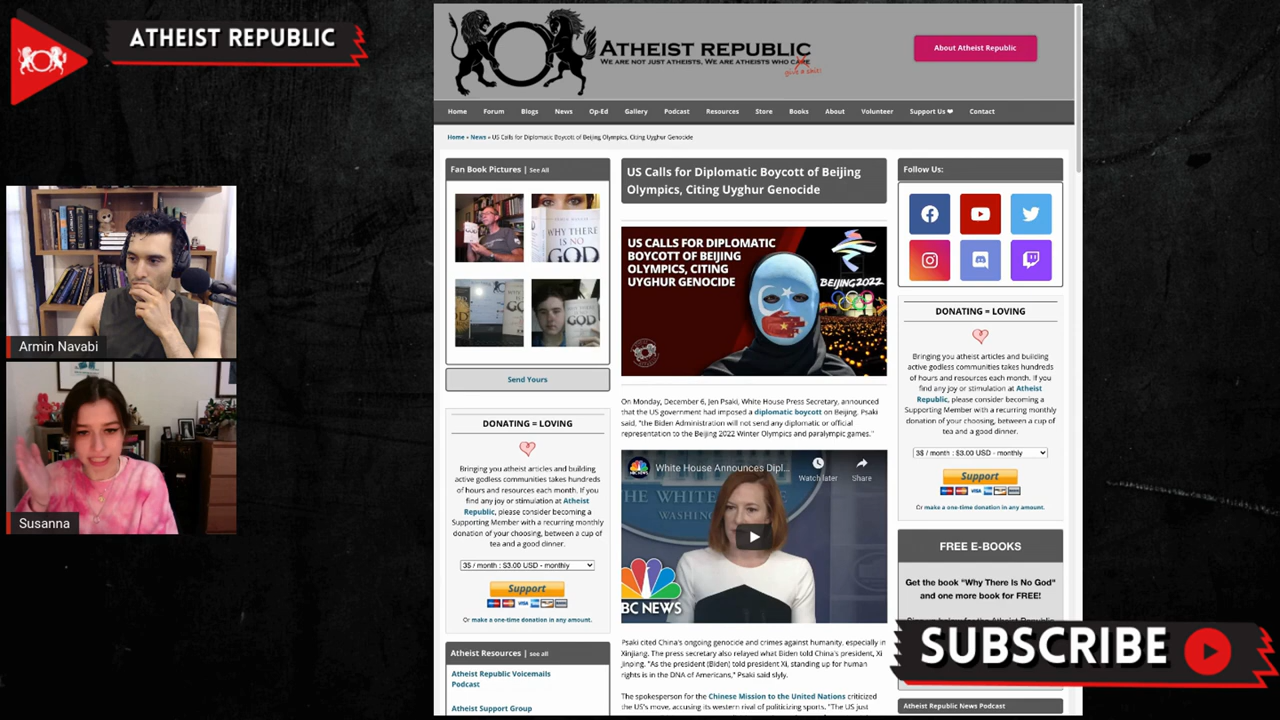 ATHEIST REPUBLIC
Armin Navabi
Susanna
ATHEIST REPUBLIC
WE ARE NOT JUST ATHEISTS, WE ARE ATHEISTS WHO CARE
give a shit!
About Atheist Republic
Home Forum Blogs News Op-Ed Gallery Podcast Resources Store Books About Volunteer Support Us ❤ Contact
Home » News » US Calls for Diplomatic Boycott of Beijing Olympics, Citing Uyghur Genocide
Fan Book Pictures | See All
WHY THERE
IS NO
GOD
GOD
Send Yours
DONATING = LOVING
Bringing you atheist articles and building
active godless communities takes hundreds
of hours and resources each month. If you
find any joy or stimulation at Atheist
Republic, please consider becoming a
Supporting Member with a recurring monthly
donation of your choosing, between a cup of
tea and a good dinner.
3$ / month : $3.00 USD - monthly
Support
VISA
Or make a one-time donation in any amount.
Atheist Resources | see all
Atheist Republic Voicemails
Podcast
Atheist Support Group
US Calls for Diplomatic Boycott of Beijing
Olympics, Citing Uyghur Genocide
US CALLS FOR DIPLOMATIC
BOYCOTT OF BEIJING
OLYMPICS, CITING
UYGHUR GENOCIDE
BEIJING2022
On Monday, December 6, Jen Psaki, White House Press Secretary, announced
that the US government had imposed a diplomatic boycott on Beijing. Psaki
said, "the Biden Administration will not send any diplomatic or official
representation to the Beijing 2022 Winter Olympics and paralympic games."
White House Announces Dipl...
Watch later
Share
THE WHITE
WASHING
BC NEWS
Psaki cited China's ongoing genocide and crimes against humanity, especially in
Xinjiang. The press secretary also relayed what Biden told China's president, Xi
Jinping. "As the president (Biden) told president Xi, standing up for human
rights is in the DNA of Americans," Psaki said slyly.
The spokesperson for the Chinese Mission to the United Nations criticized
the US's move, accusing its western rival of politicizing sports. "The US just
Follow Us:
DONATING = LOVING
Bringing you atheist articles and building
active godless communities takes hundreds
of hours and resources each month. If you
find any joy or stimulation at Atheist
Republic, please consider becoming a
Supporting Member with a recurring monthly
donation of your choosing, between a cup of
tea and a good dinner.
3$ / month : $3.00 USD - monthly
Support
VISA
Or make a one-time donation in any amount.
FREE E-BOOKS
Get the book "Why There Is No God"
and one more book for FREE!
SUBSCRIBE
Atheist Republic News Podcast